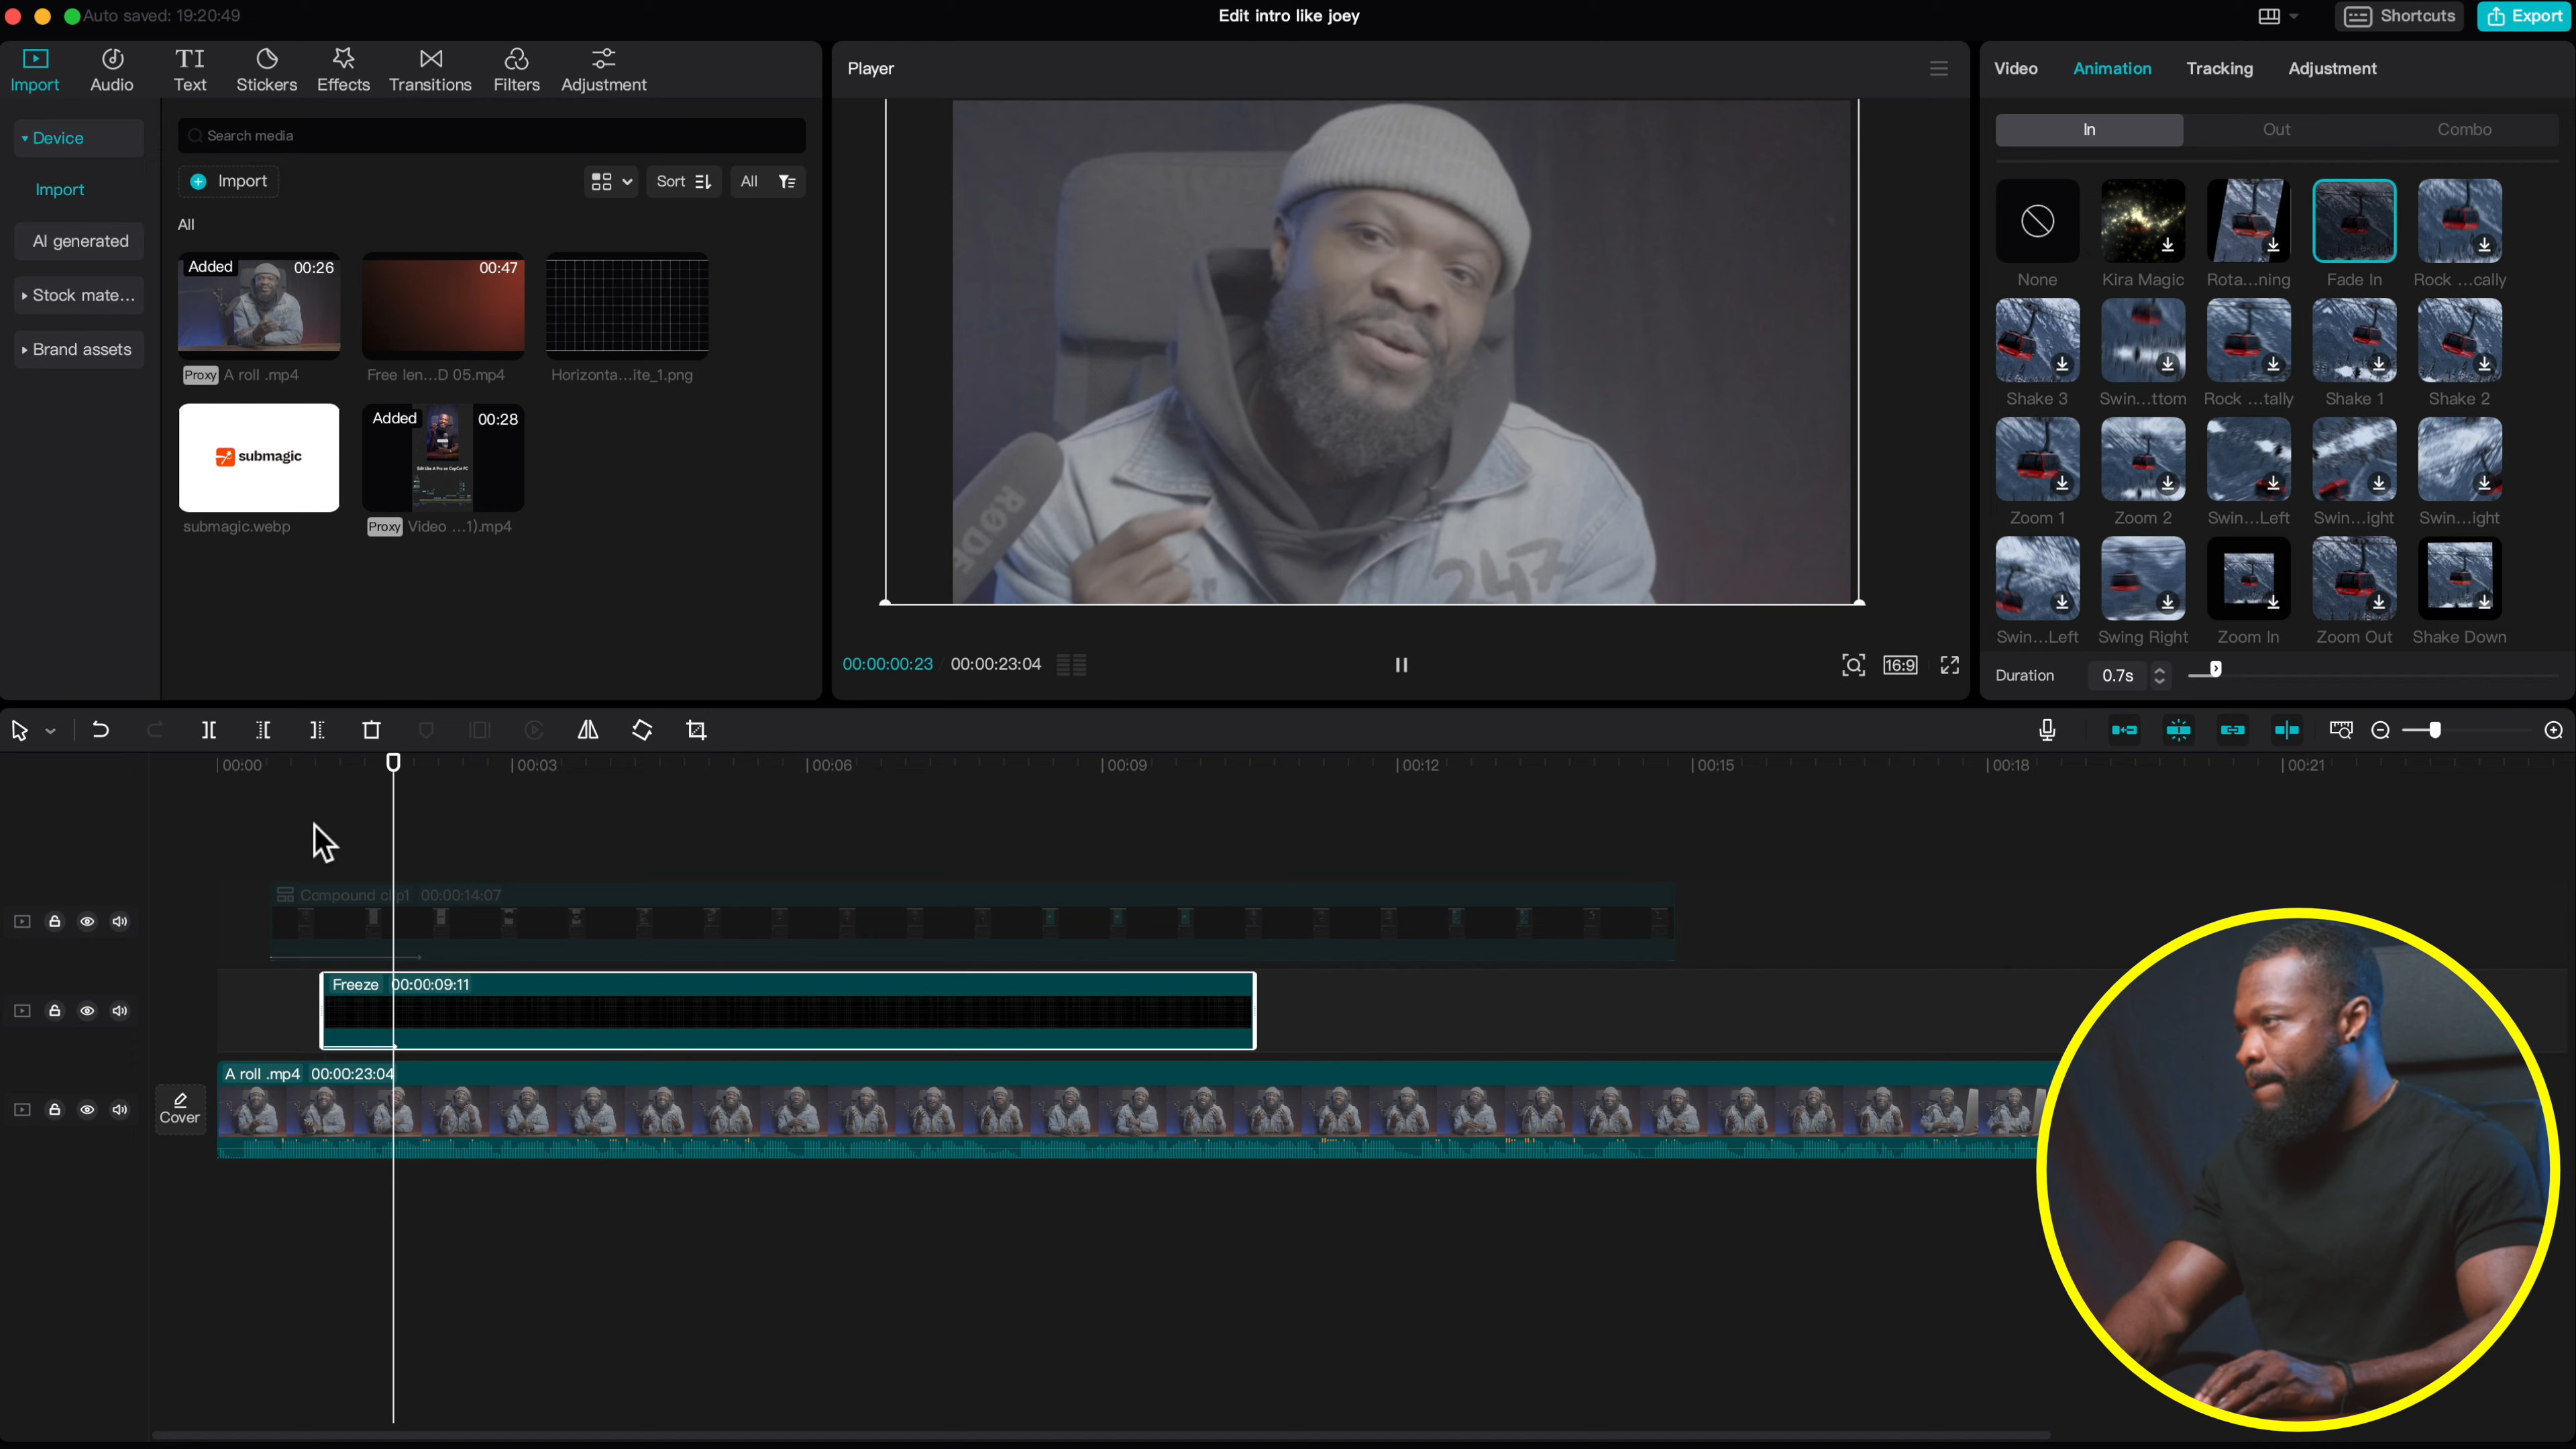 Auto saved: 19:20:49
Edit intro like joey
Shortcuts
Export
Import
Audio
Text
Stickers
Effects
Transitions
Filters
Adjustment
Device
Import
AI generated
Stock mate...
Brand assets
Search media
Import
Sort
All
All
Added 00:26
00:47
Proxy A roll .mp4
Free len...D 05.mp4
Horizonta...ite_1.png
submagic
Added 00:28
submagic.webp
Proxy Video ...1).mp4
Player
RØDE
247
00:00:00:23 00:00:23:04
16:9
Video
Animation
Tracking
Adjustment
In
Out
Combo
None
Kira Magic
Rota...ning
Fade In
Rock ...cally
Shake 3
Swin...ttom
Rock ...tally
Shake 1
Shake 2
Zoom 1
Zoom 2
Swin...Left
Swin...ight
Swin...ight
Swin...Left
Swing Right
Zoom In
Zoom Out
Shake Down
Duration 0.7s
00:00 00:03 00:06 00:09 00:12 00:15 00:18 00:21
Compound clip1 00:00:14:07
Freeze 00:00:09:11
A roll .mp4 00:00:23:04
Cover